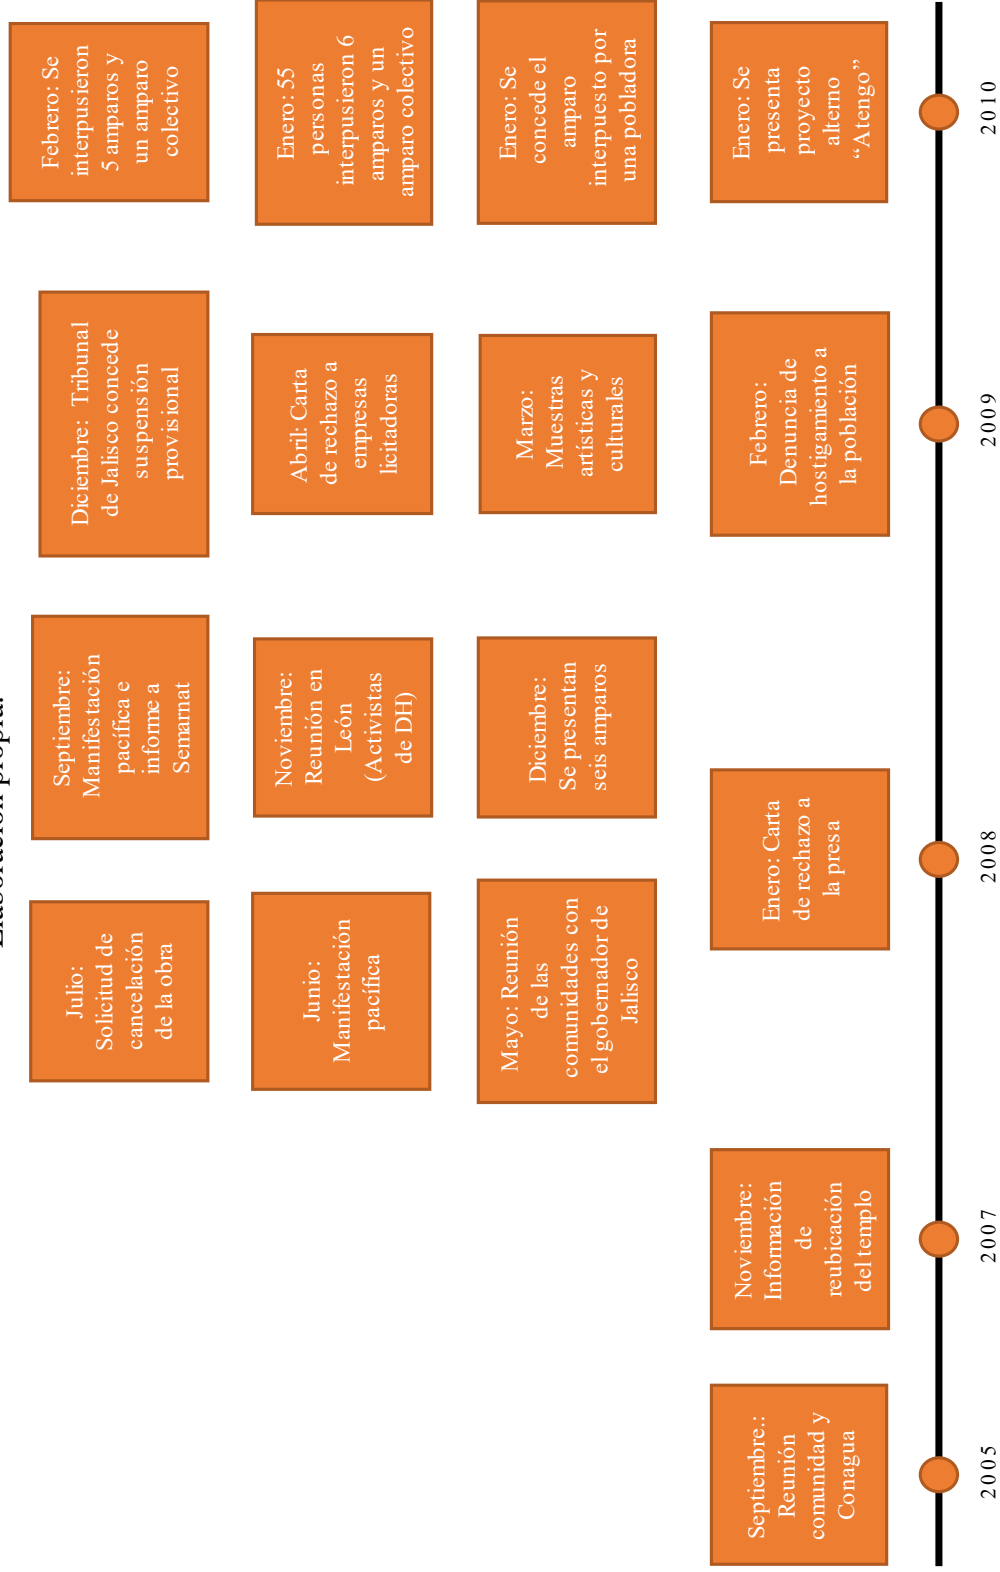 Elaboración propia.
Julio:
Solicitud de
cancelación
de la obra
Septiembre:
Manifestación
pacífica e
informe a
Semarnat
Diciembre: Tribunal
de Jalisco concede
suspensión
provisional
Febrero: Se
interpusieron
5 amparos y
un amparo
colectivo
Junio:
Manifestación
pacífica
Noviembre:
Reunión en
León
(Activistas
de DH)
Abril: Carta
de rechazo a
empresas
licitadoras
Enero: 55
personas
interpusieron 6
amparos y un
amparo colectivo
Mayo: Reunión
de las
comunidades con
el gobernador de
Jalisco
Diciembre:
Se presentan
seis amparos
Marzo:
Muestras
artísticas y
culturales
Enero: Se
concede el
amparo
interpuesto por
una pobladora
Septiembre.:
Reunión
comunidad y
Conagua
Noviembre:
Información
de
reubicación
del templo
Enero: Carta
de rechazo a
la presa
Febrero:
Denuncia de
hostigamiento a
la población
Enero: Se
presenta
proyecto
alterno
“Atengo”
2005
2007
2008
2009
2010